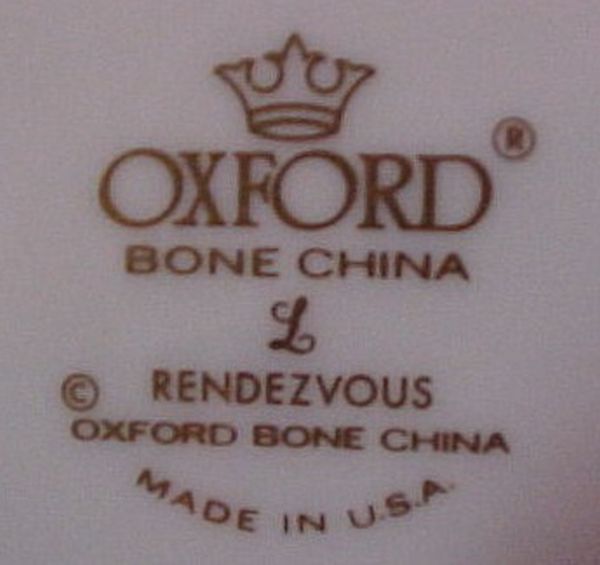 OXFORD ®
BONE CHINA
L
© RENDEZVOUS
OXFORD BONE CHINA
MADE IN U.S.A.